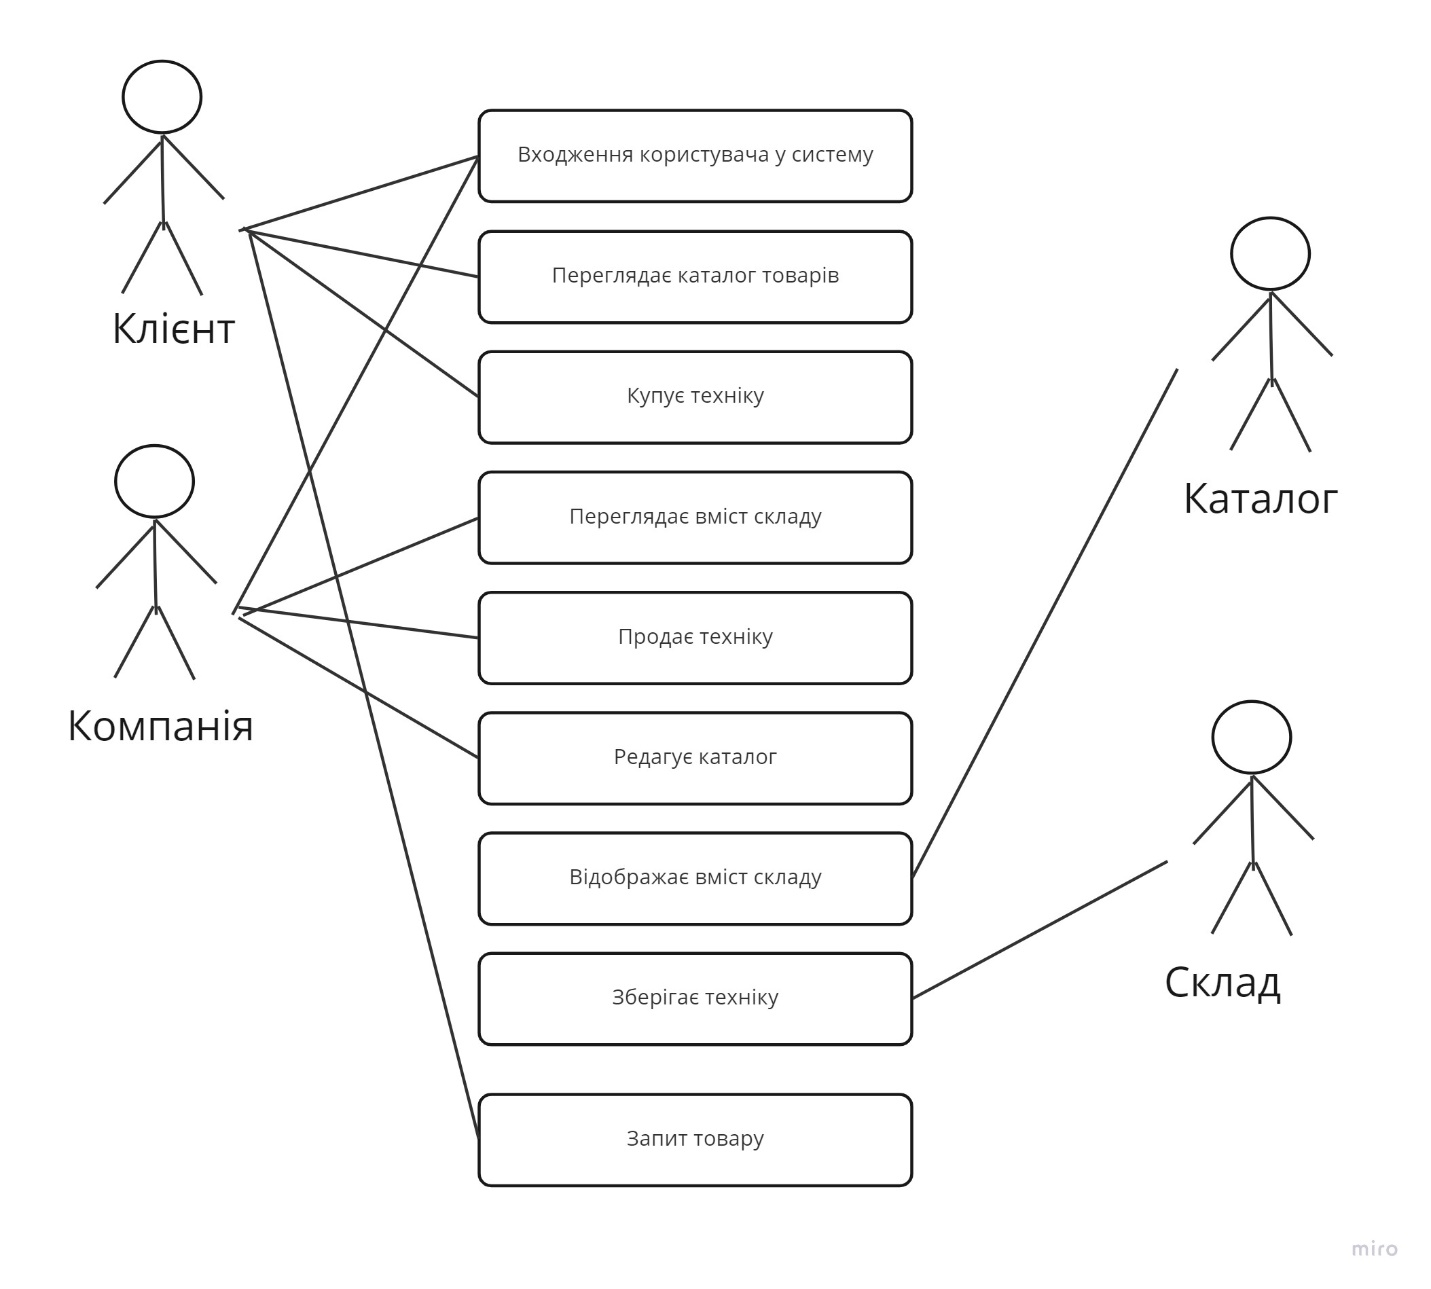 Клієнт
Компанія
Входження користувача у систему
Переглядає каталог товарів
Купує техніку
Переглядає вміст складу
Продає техніку
Редагує каталог
Відображає вміст складу
Зберігає техніку
Запит товару
Каталог
Склад
miro